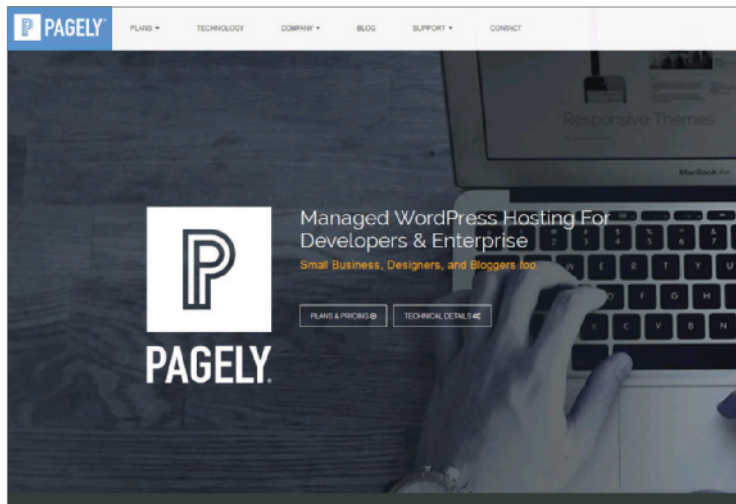 PAGELY
PLANS
TECHNOLOGY
COMPANY
BLOG
SUPPORT
CONTACT
Responsive Themes
MacBook Air
Managed WordPress Hosting For
Developers & Enterprise
Small Business, Designers, and Bloggers too.
PLANS & PRICING
TECHNICAL DETAILS
PAGELY